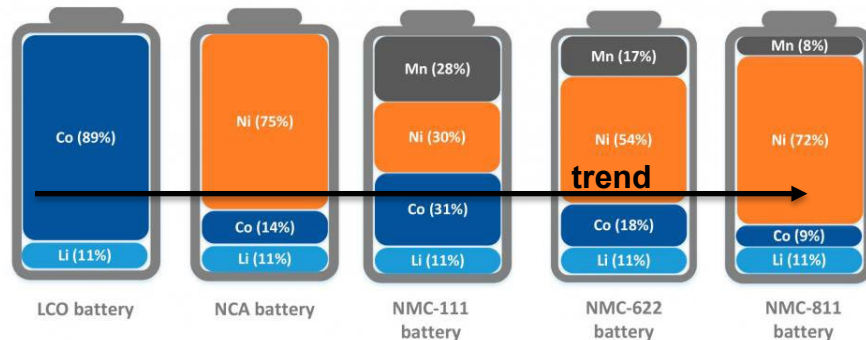 Co (89%)
Li (11%)
LCO battery
Ni (75%)
Co (14%)
Li (11%)
NCA battery
Mn (28%)
Ni (30%)
Co (31%)
Li (11%)
NMC-111
battery
Mn (17%)
Ni (54%)
Co (18%)
Li (11%)
NMC-622
battery
Mn (8%)
Ni (72%)
Co (9%)
Li (11%)
NMC-811
battery
trend